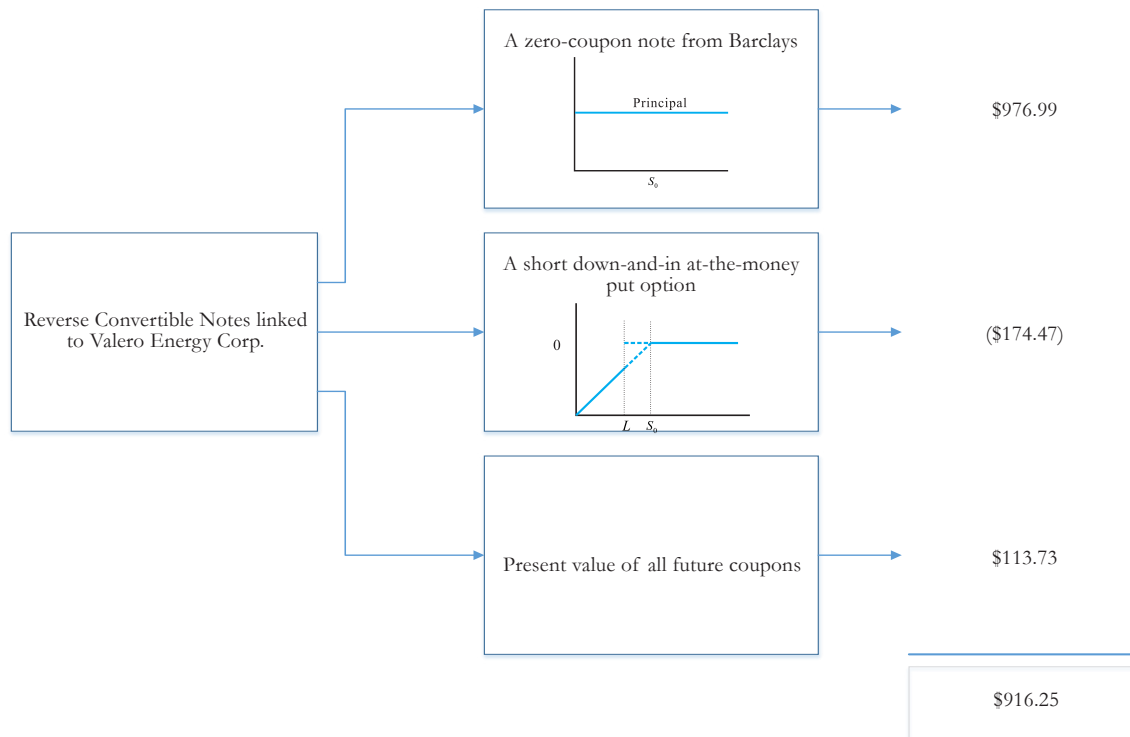 A zero-coupon note from Barclays
Principal
S₀
$976.99
Reverse Convertible Notes linked
to Valero Energy Corp.
A short down-and-in at-the-money
put option
0
L S₀
($174.47)
Present value of all future coupons
$113.73
$916.25